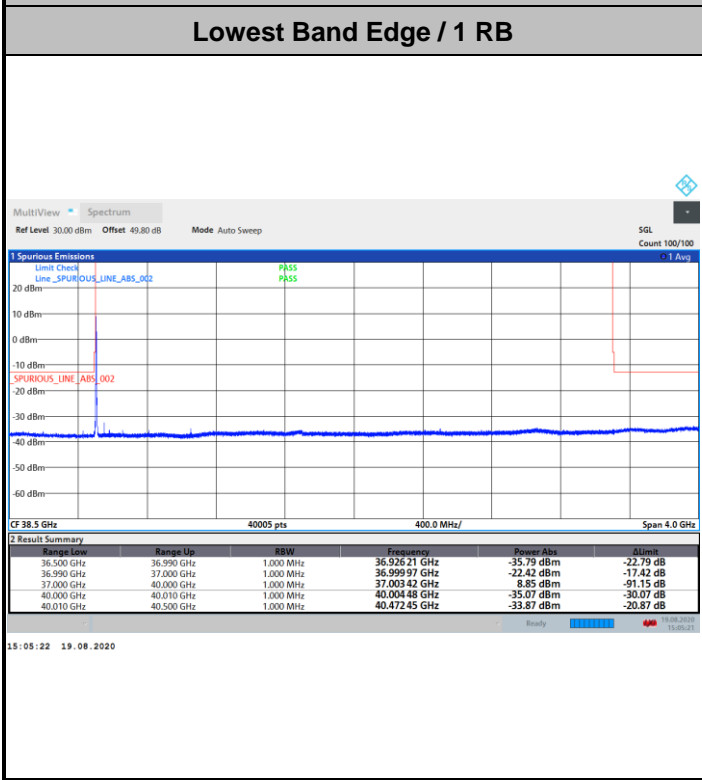 Lowest Band Edge / 1 RB
MultiView Spectrum
Ref Level 30.00 dBm Offset 49.80 dB Mode Auto Sweep SGL
Count 100/100
1 Spurious Emissions 1 Avg
Limit Check PASS
Line _SPURIOUS_LINE_ABS_002 PASS
20 dBm
10 dBm
0 dBm
-10 dBm
_SPURIOUS_LINE_ABS_002
-20 dBm
-30 dBm
-40 dBm
-50 dBm
-60 dBm
CF 38.5 GHz 40005 pts 400.0 MHz/ Span 4.0 GHz
2 Result Summary
Range Low Range Up RBW Frequency Power Abs ΔLimit
36.500 GHz 36.990 GHz 1.000 MHz 36.926 21 GHz -35.79 dBm -22.79 dB
36.990 GHz 37.000 GHz 1.000 MHz 36.999 97 GHz -22.42 dBm -17.42 dB
37.000 GHz 40.000 GHz 1.000 MHz 37.003 42 GHz 8.85 dBm -91.15 dB
40.000 GHz 40.010 GHz 1.000 MHz 40.004 48 GHz -35.07 dBm -30.07 dB
40.010 GHz 40.500 GHz 1.000 MHz 40.472 45 GHz -33.87 dBm -20.87 dB
Ready 19.08.2020
15:05:21
15:05:22 19.08.2020